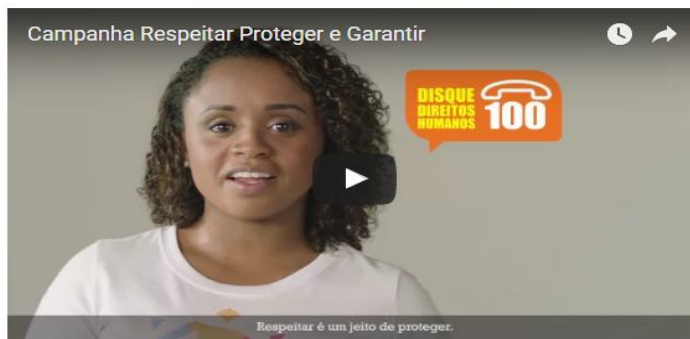 Campanha Respeitar Proteger e Garantir
DISQUE
DIREITOS
HUMANOS
100
Respeitar é um jeito de proteger.